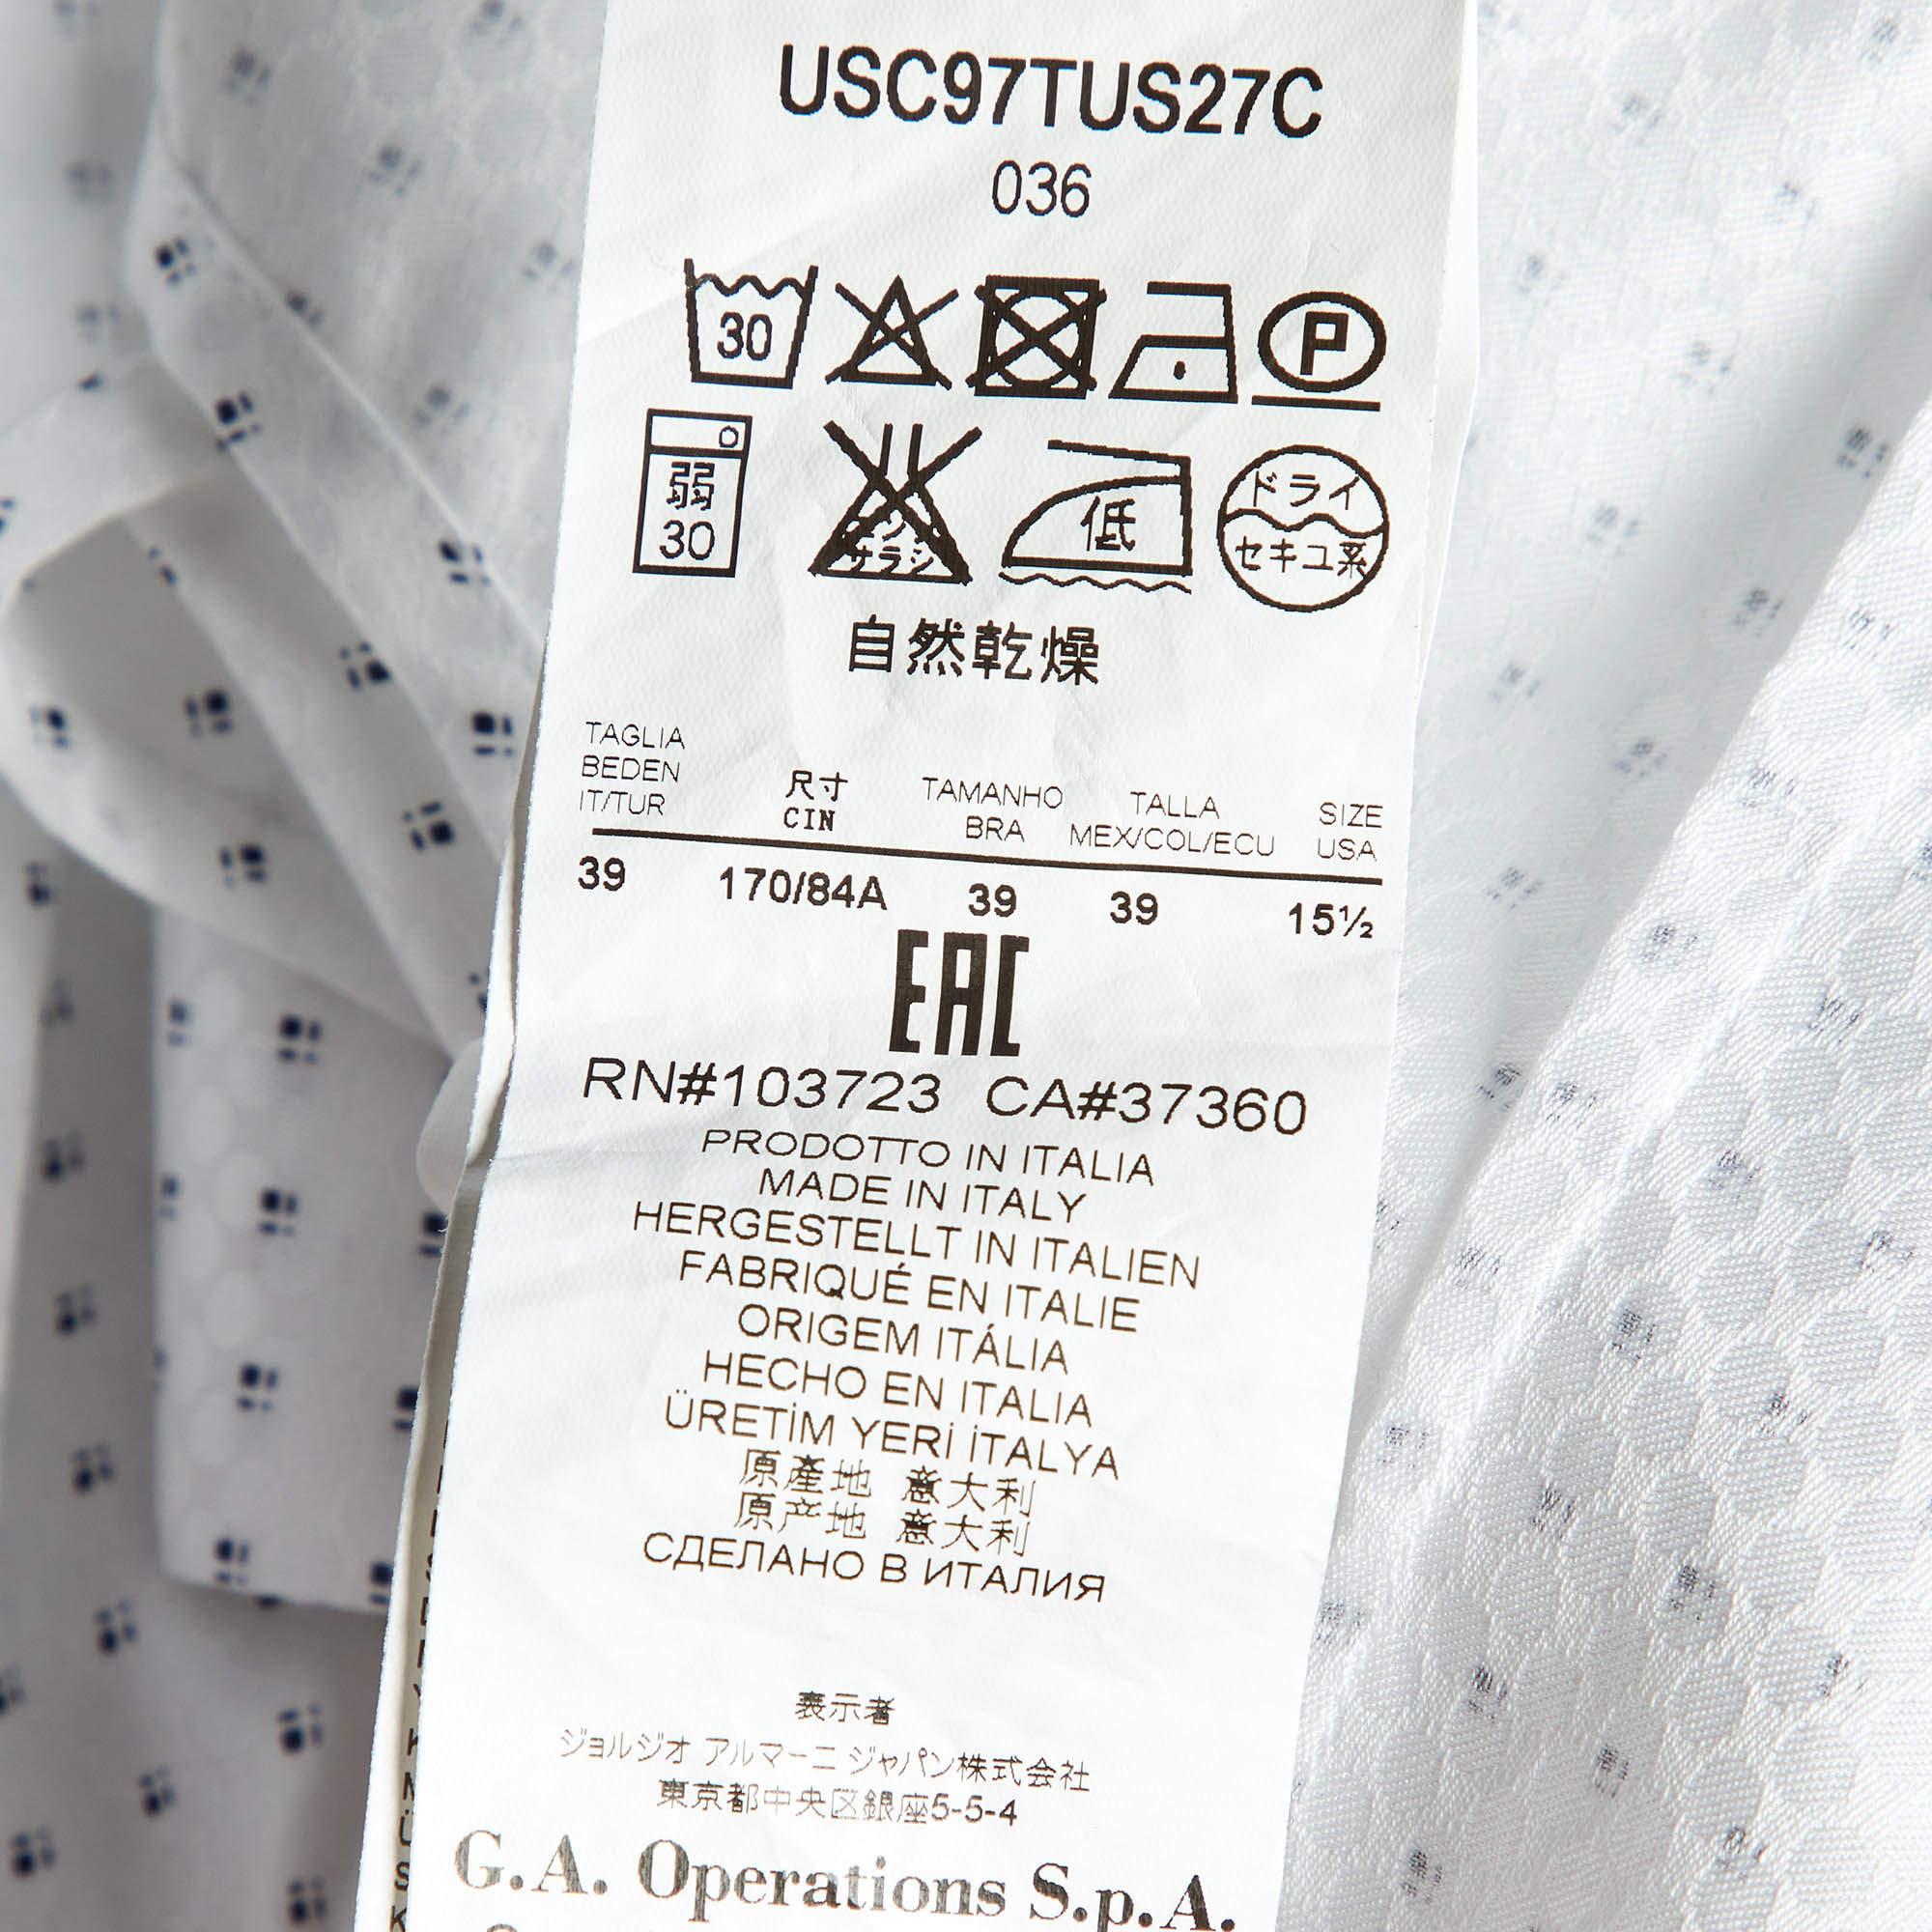 USC97TUS27C
036
30
P
弱
30
サラシ
低
ドライ
セキユ系
自然乾燥
TAGLIA
BEDEN
IT/TUR
尺寸
CIN
TAMANHO
BRA
TALLA
MEX/COL/ECU
SIZE
USA
39 170/84A 39 39 15½
EAC
RN#103723 CA#37360
PRODOTTO IN ITALIA
MADE IN ITALY
HERGESTELLT IN ITALIEN
FABRIQUÉ EN ITALIE
ORIGEM ITÁLIA
HECHO EN ITALIA
ÜRETİM YERİ İTALYA
原產地 意大利
原产地 意大利
СДЕЛАНО В ИТАЛИЯ
表示者
ジョルジオ アルマーニ ジャパン株式会社
東京都中央区銀座5-5-4
G.A. Operations S.p.A.